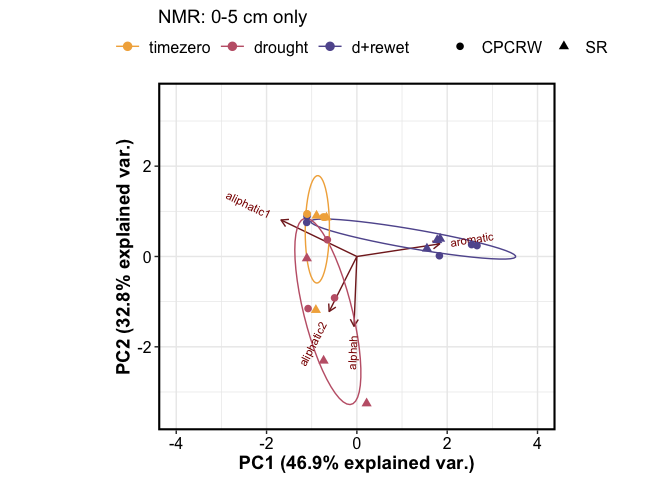 NMR: 0-5 cm only
timezero drought d+rewet CPCRW SR
PC2 (32.8% explained var.)
2
0
-2
aliphatic1
aromatic
aliphatic2
alphah
-4 -2 0 2 4
PC1 (46.9% explained var.)